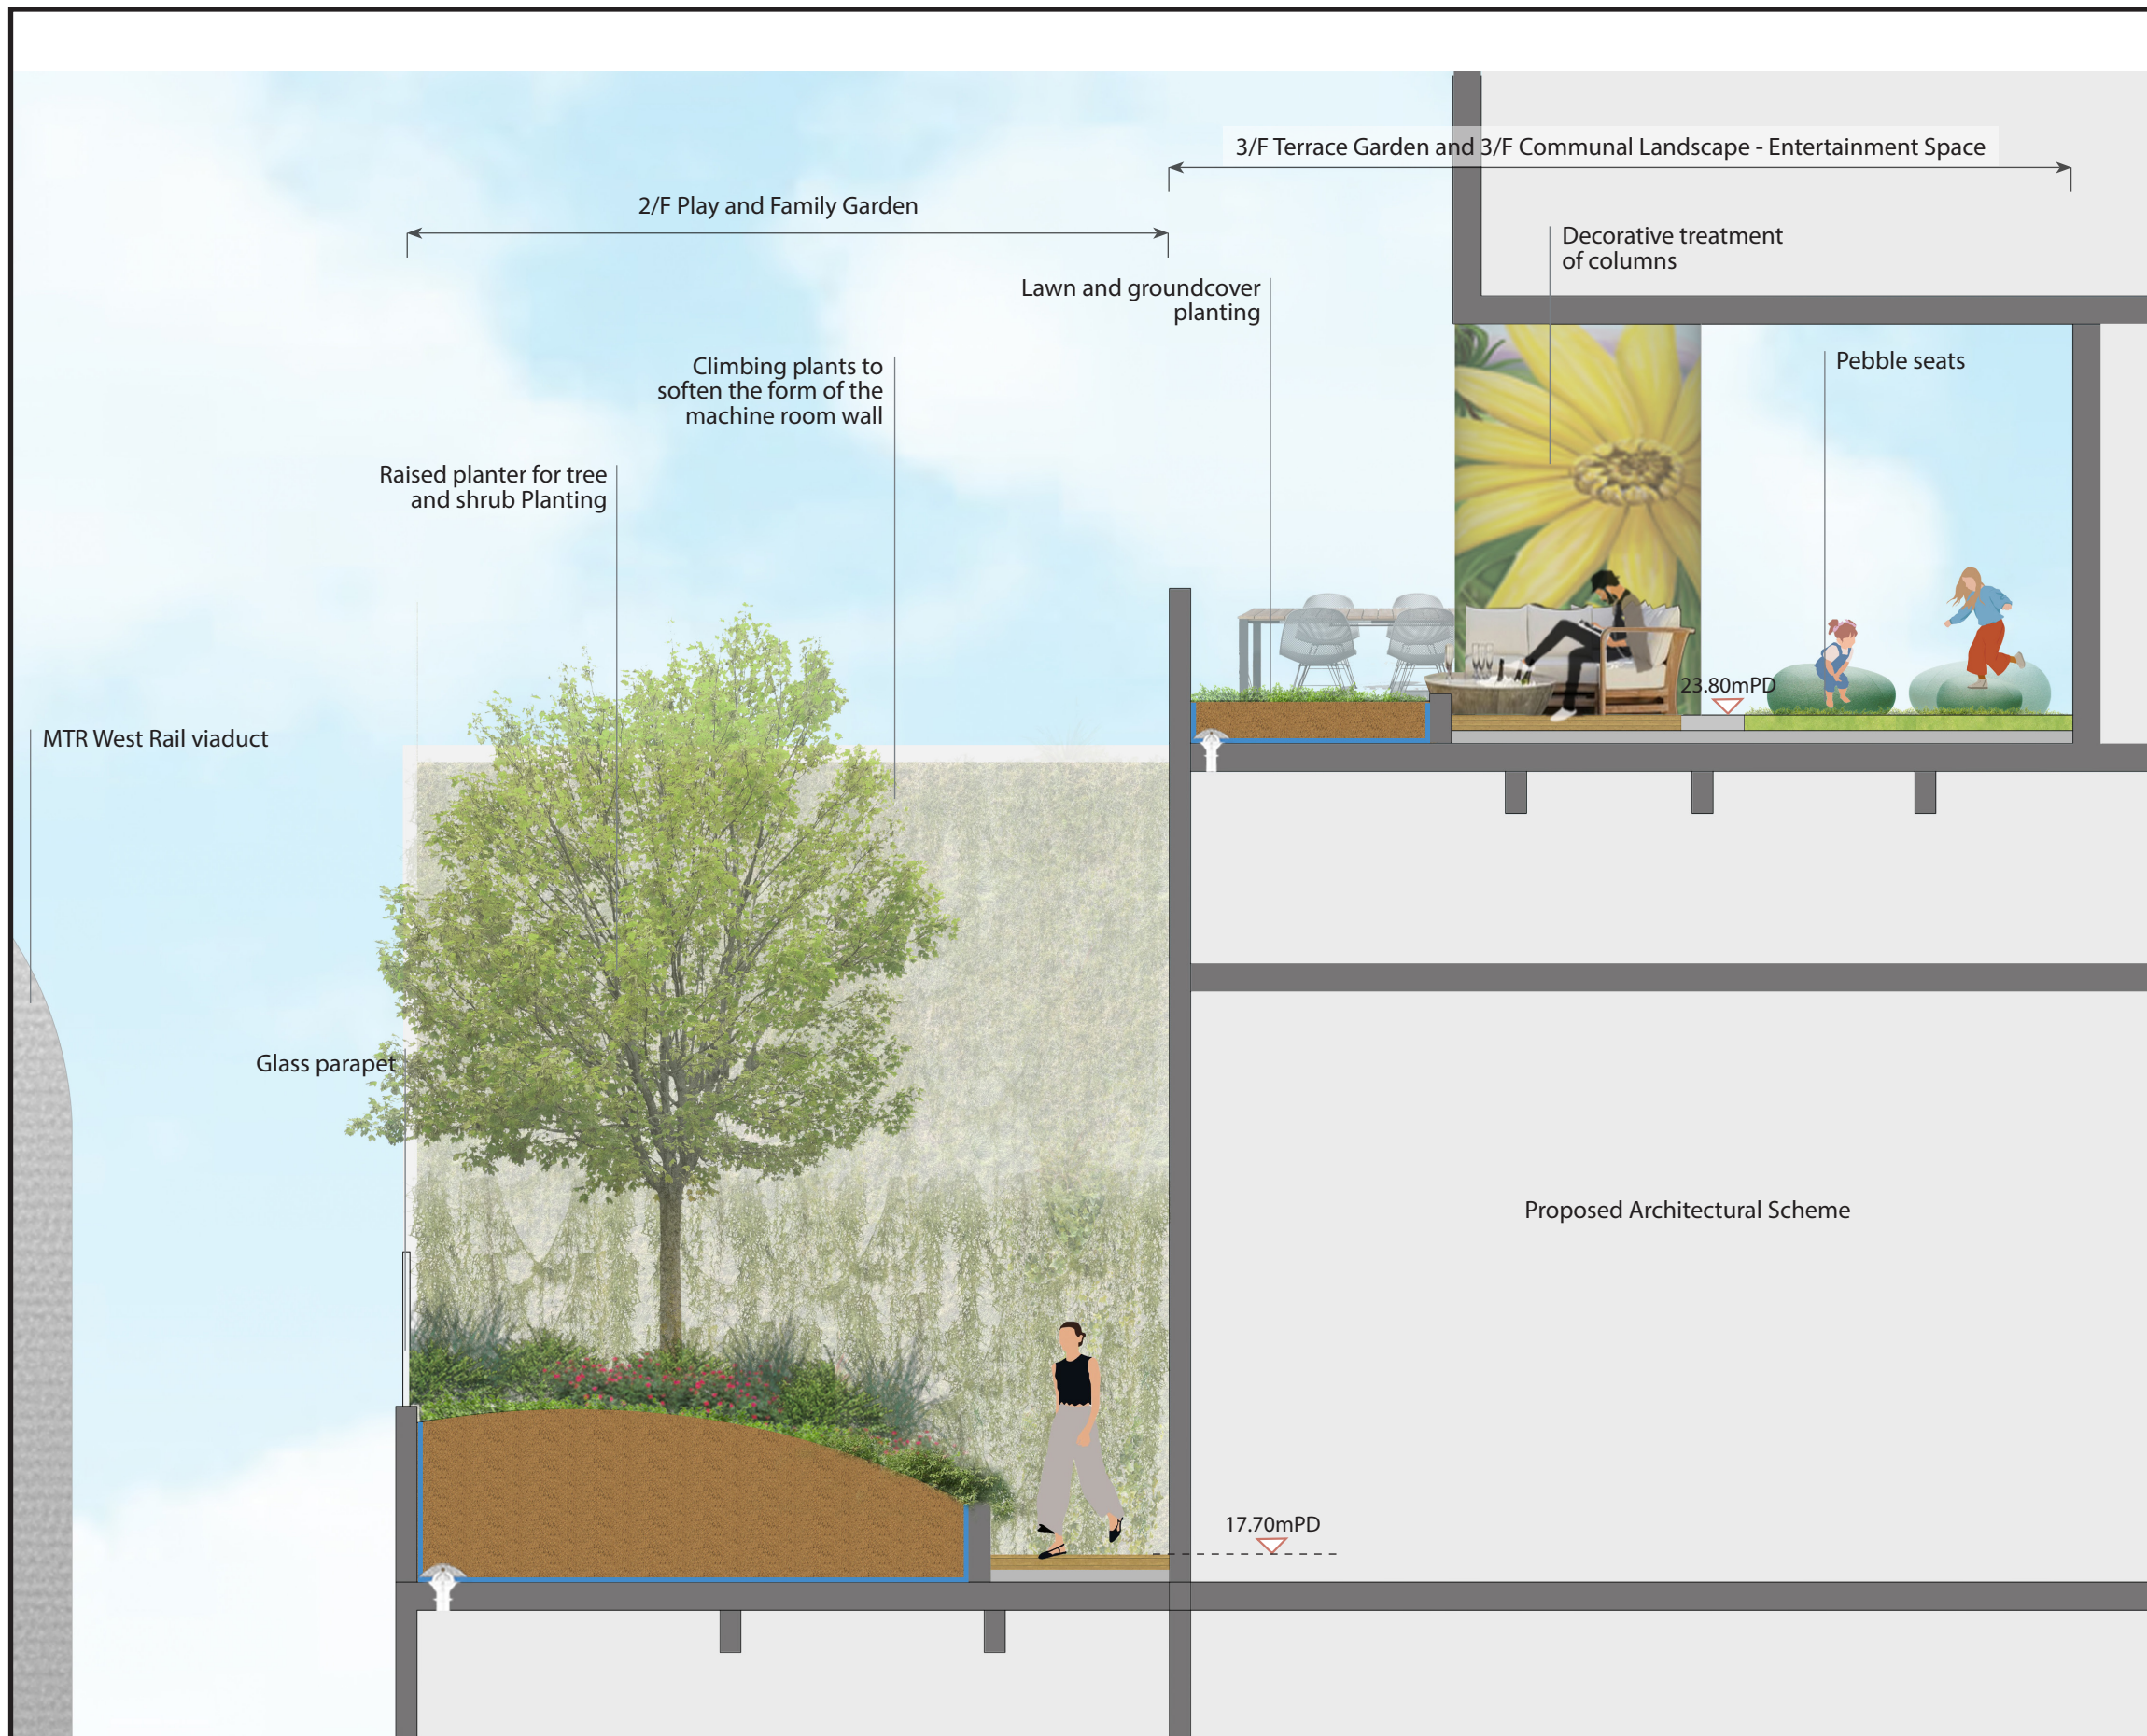 3/F Terrace Garden and 3/F Communal Landscape - Entertainment Space
2/F Play and Family Garden
Decorative treatment
of columns
Lawn and groundcover
planting
Climbing plants to
soften the form of the
machine room wall
Pebble seats
Raised planter for tree
and shrub Planting
23.80mPD
MTR West Rail viaduct
Glass parapet
Proposed Architectural Scheme
17.70mPD